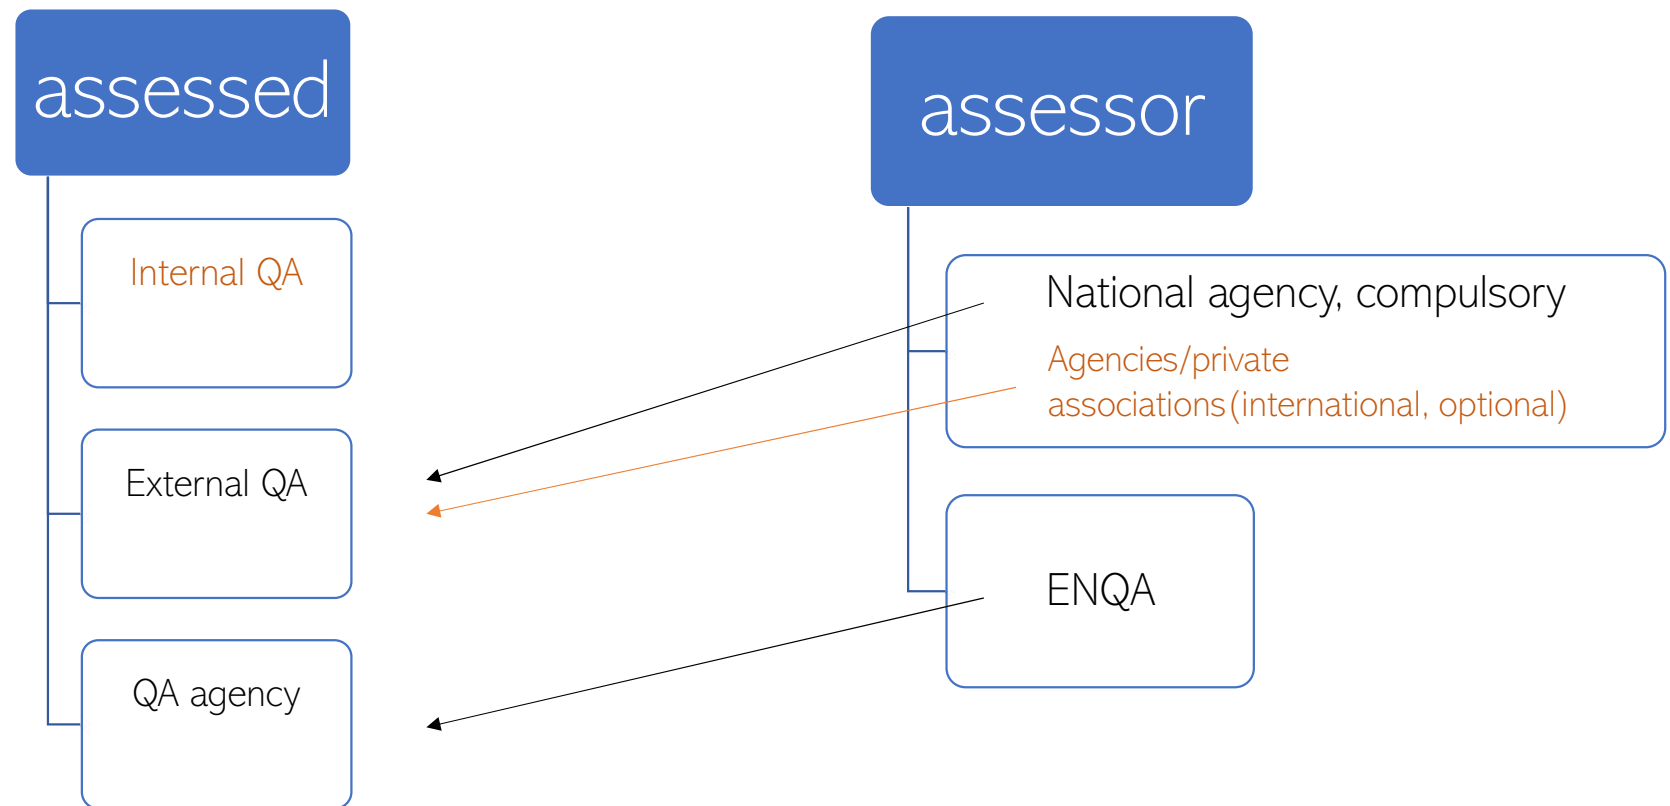 assessed
Internal QA
External QA
QA agency
assessor
National agency, compulsory
Agencies/private
associations(international, optional)
ENQA